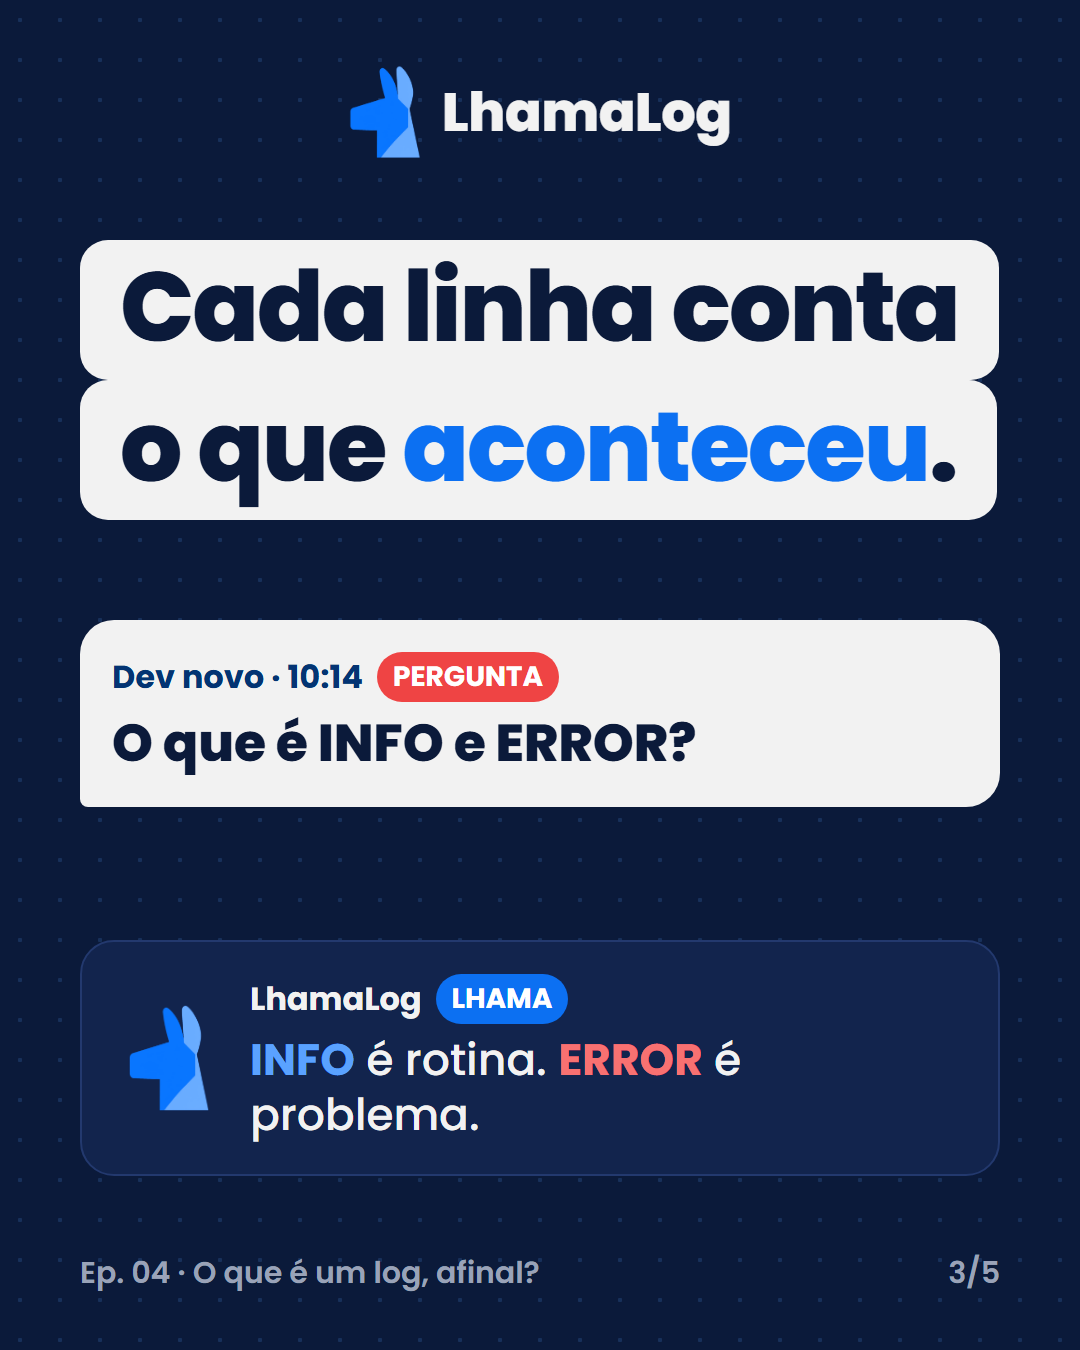 LhamaLog
Cada linha conta
o que aconteceu.
Dev novo · 10:14 PERGUNTA
O que é INFO e ERROR?
LhamaLog LHAMA
INFO é rotina. ERROR é
problema.
Ep. 04 · O que é um log, afinal? 3/5